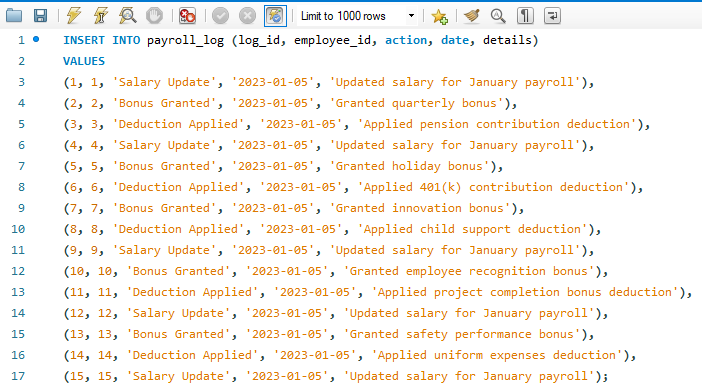 Limit to 1000 rows
1 INSERT INTO payroll_log (log_id, employee_id, action, date, details)
2 VALUES
3 (1, 1, 'Salary Update', '2023-01-05', 'Updated salary for January payroll'),
4 (2, 2, 'Bonus Granted', '2023-01-05', 'Granted quarterly bonus'),
5 (3, 3, 'Deduction Applied', '2023-01-05', 'Applied pension contribution deduction'),
6 (4, 4, 'Salary Update', '2023-01-05', 'Updated salary for January payroll'),
7 (5, 5, 'Bonus Granted', '2023-01-05', 'Granted holiday bonus'),
8 (6, 6, 'Deduction Applied', '2023-01-05', 'Applied 401(k) contribution deduction'),
9 (7, 7, 'Bonus Granted', '2023-01-05', 'Granted innovation bonus'),
10 (8, 8, 'Deduction Applied', '2023-01-05', 'Applied child support deduction'),
11 (9, 9, 'Salary Update', '2023-01-05', 'Updated salary for January payroll'),
12 (10, 10, 'Bonus Granted', '2023-01-05', 'Granted employee recognition bonus'),
13 (11, 11, 'Deduction Applied', '2023-01-05', 'Applied project completion bonus deduction'),
14 (12, 12, 'Salary Update', '2023-01-05', 'Updated salary for January payroll'),
15 (13, 13, 'Bonus Granted', '2023-01-05', 'Granted safety performance bonus'),
16 (14, 14, 'Deduction Applied', '2023-01-05', 'Applied uniform expenses deduction'),
17 (15, 15, 'Salary Update', '2023-01-05', 'Updated salary for January payroll');